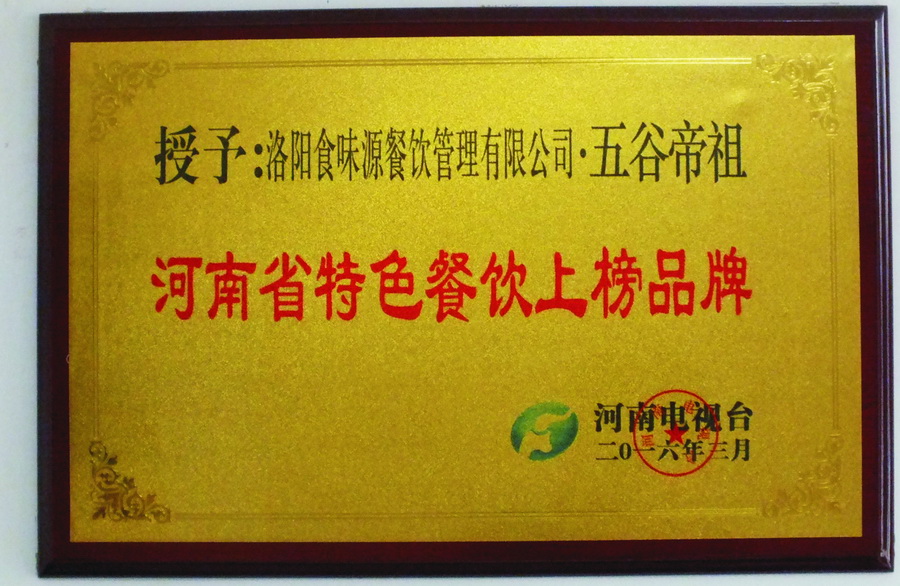 授予:洛阳食味源餐饮管理有限公司·五谷帝祖
河南省特色餐饮上榜品牌
河南电视台
二0一六年三月